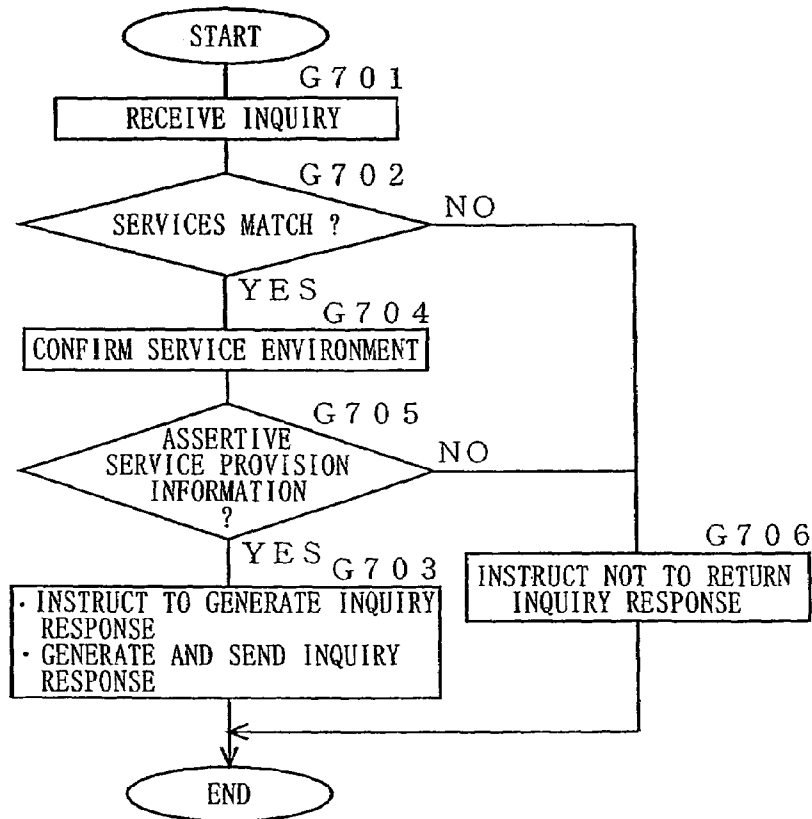 START
G701
RECEIVE INQUIRY
G702
SERVICES MATCH ?
NO
YES
G704
CONFIRM SERVICE ENVIRONMENT
G705
ASSERTIVE
SERVICE PROVISION
INFORMATION
?
NO
YES
G703
· INSTRUCT TO GENERATE INQUIRY
RESPONSE
· GENERATE AND SEND INQUIRY
RESPONSE
G706
INSTRUCT NOT TO RETURN
INQUIRY RESPONSE
END